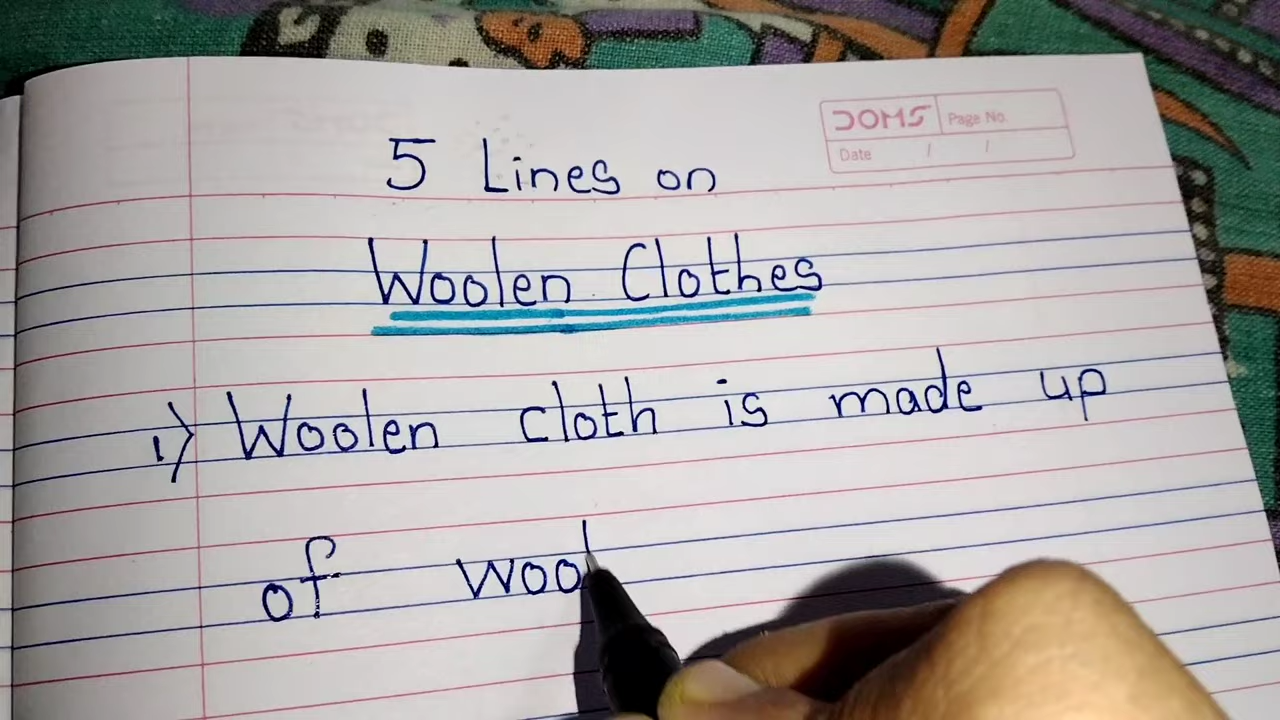 5 Lines on
DOMS Page No.
Date / /
Woolen Clothes
1) Woolen cloth is made up
of wool